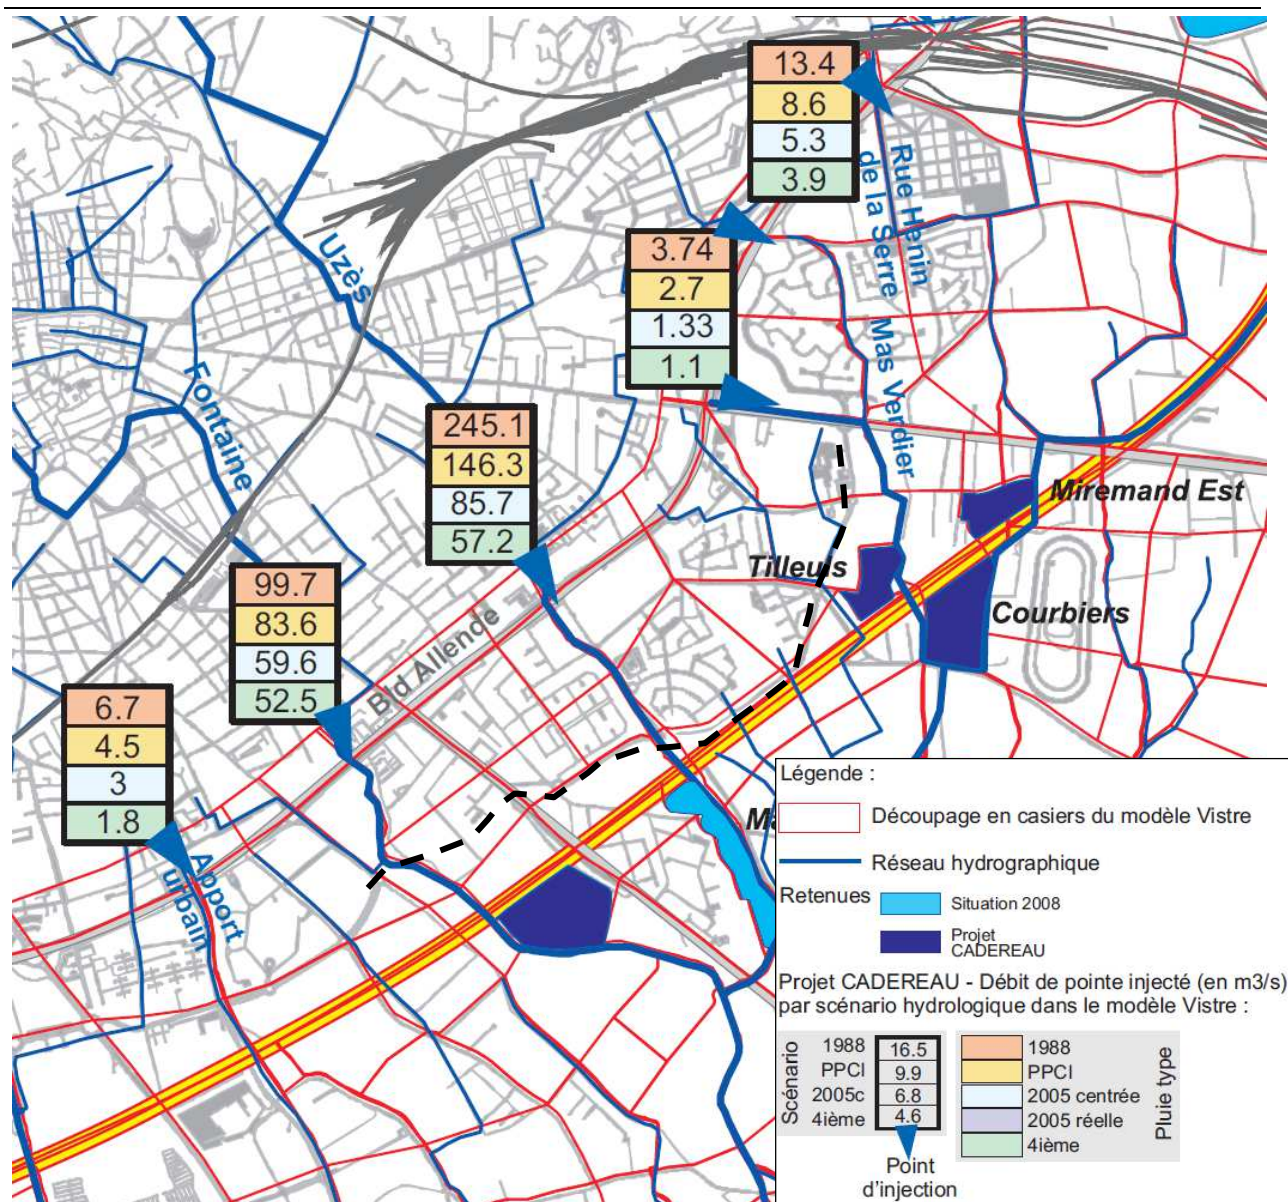 13.4
8.6
5.3
3.9
Rue Hénin
de la Serre
3.74
2.7
1.33
1.1
Mas Verdier
Uzès
Fontaine
245.1
146.3
85.7
57.2
Miremand Est
Tilleuis
Courbiers
99.7
83.6
59.6
52.5
Bld Allende
6.7
4.5
3
1.8
Apport
urbain
Légende :
Découpage en casiers du modèle Vistre
Réseau hydrographique
Retenues
Situation 2008
Projet
CADEREAU
Projet CADEREAU - Débit de pointe injecté (en m3/s)
par scénario hydrologique dans le modèle Vistre :
Scénario
1988 16.5
PPCI 9.9
2005c 6.8
4ième 4.6
Point
d'injection
1988
PPCI
2005 centrée
2005 réelle
4ième
Pluie type